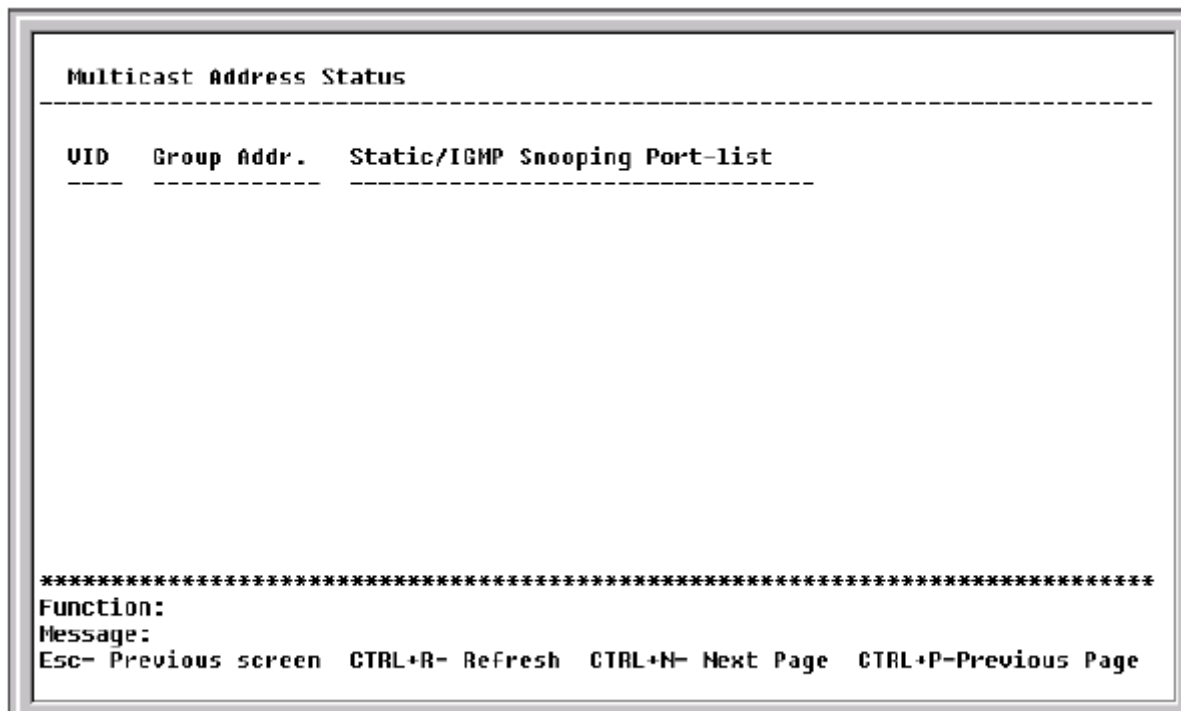 Multicast Address Status
--------------------------------------------------------------------------------
VID Group Addr. Static/IGMP Snooping Port-list
---- ------------ ---------------------------------
********************************************************************************
Function:
Message:
Esc- Previous screen CTRL+R- Refresh CTRL+N- Next Page CTRL+P-Previous Page